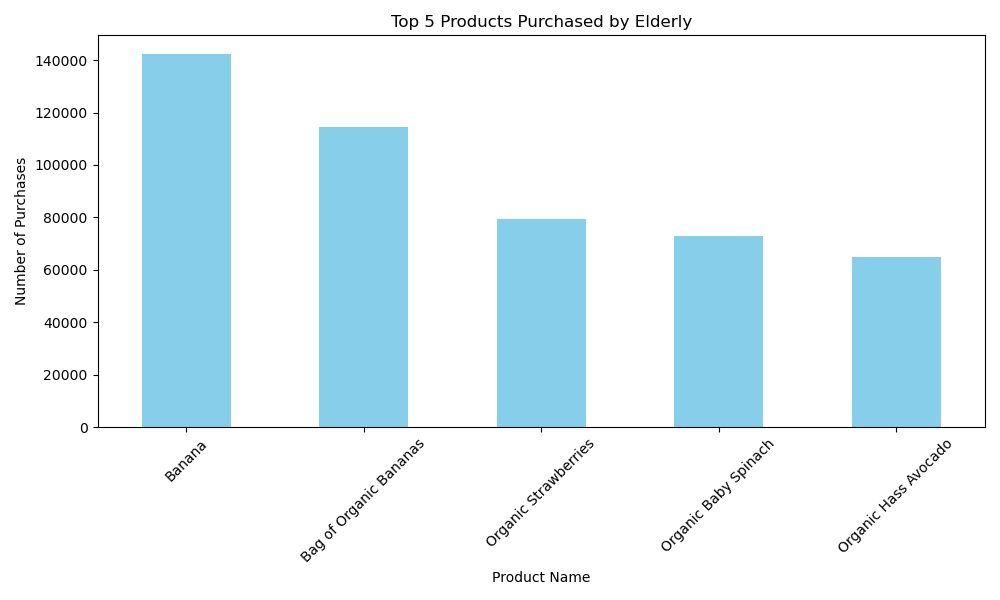 Top 5 Products Purchased by Elderly
Number of Purchases
140000
120000
100000
80000
60000
40000
20000
0
Banana
Bag of Organic Bananas
Organic Strawberries
Organic Baby Spinach
Organic Hass Avocado
Product Name